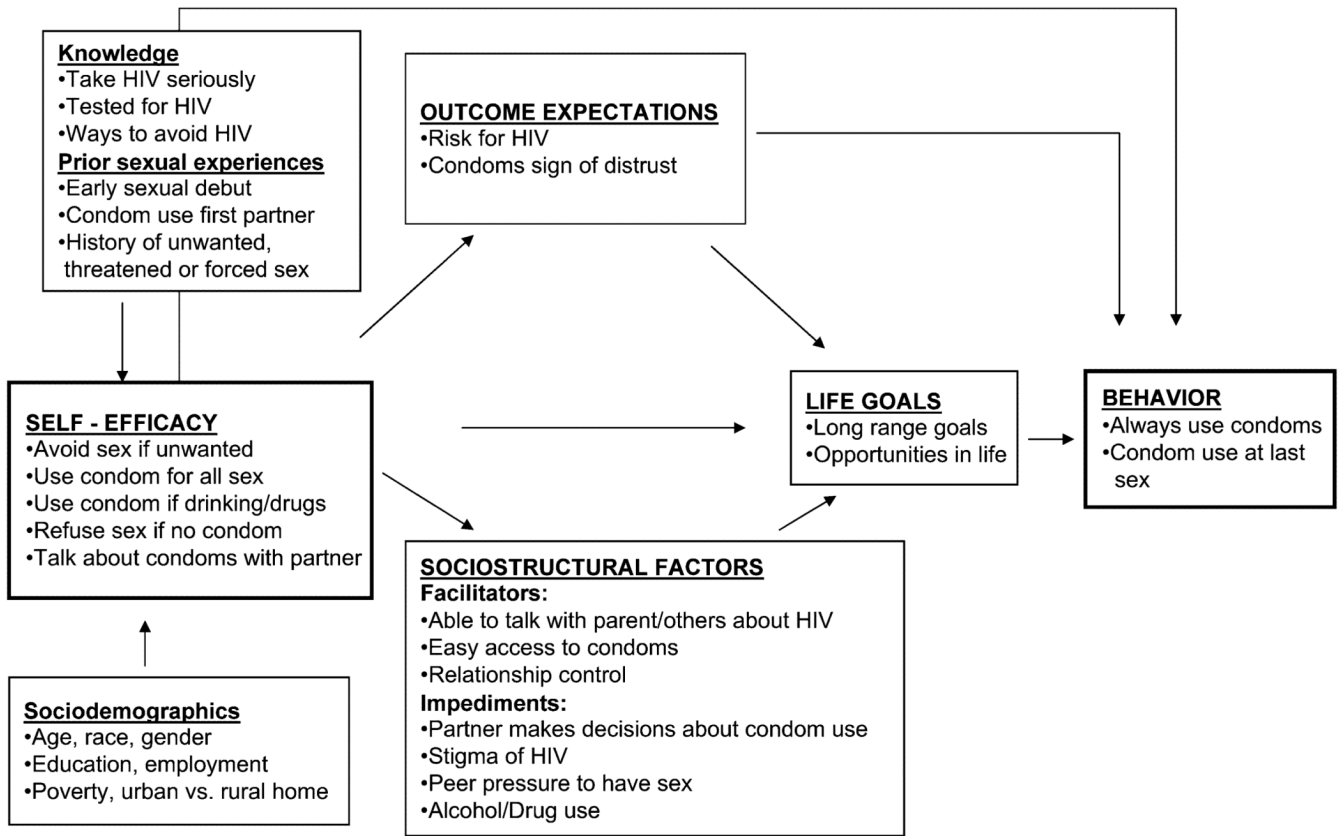 Knowledge
•Take HIV seriously
•Tested for HIV
•Ways to avoid HIV
Prior sexual experiences
•Early sexual debut
•Condom use first partner
•History of unwanted,
threatened or forced sex
OUTCOME EXPECTATIONS
•Risk for HIV
•Condoms sign of distrust
SELF - EFFICACY
•Avoid sex if unwanted
•Use condom for all sex
•Use condom if drinking/drugs
•Refuse sex if no condom
•Talk about condoms with partner
LIFE GOALS
•Long range goals
•Opportunities in life
BEHAVIOR
•Always use condoms
•Condom use at last
sex
SOCIOSTRUCTURAL FACTORS
Facilitators:
•Able to talk with parent/others about HIV
•Easy access to condoms
•Relationship control
Impediments:
•Partner makes decisions about condom use
•Stigma of HIV
•Peer pressure to have sex
•Alcohol/Drug use
Sociodemographics
•Age, race, gender
•Education, employment
•Poverty, urban vs. rural home